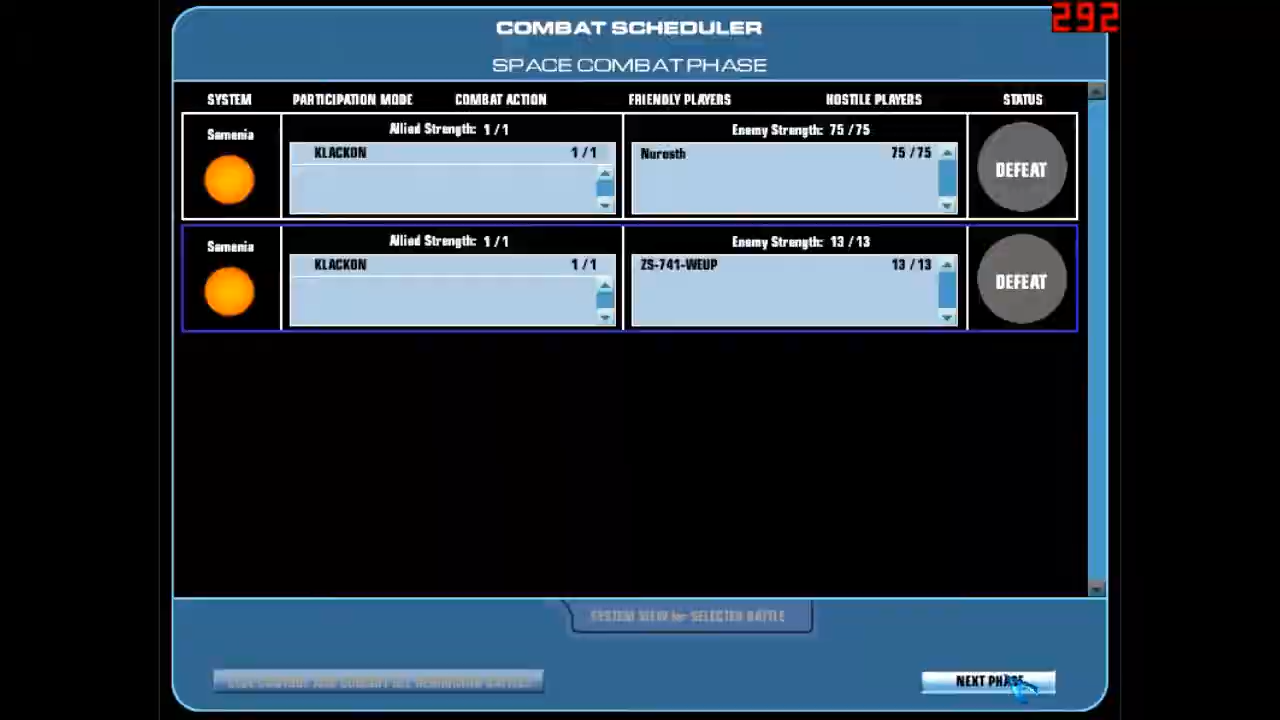 292
COMBAT SCHEDULER
SPACE COMBAT PHASE
SYSTEM PARTICIPATION MODE COMBAT ACTION FRIENDLY PLAYERS HOSTILE PLAYERS STATUS
Samenia Allied Strength: 1 / 1 Enemy Strength: 75 / 75
KLACKON 1 / 1 Nurosth 75 / 75
DEFEAT
Samenia Allied Strength: 1 / 1 Enemy Strength: 13 / 13
KLACKON 1 / 1 ZS-741-WEUP 13 / 13
DEFEAT
SYSTEM VIEW for SELECTED BATTLE
NEXT PHASE